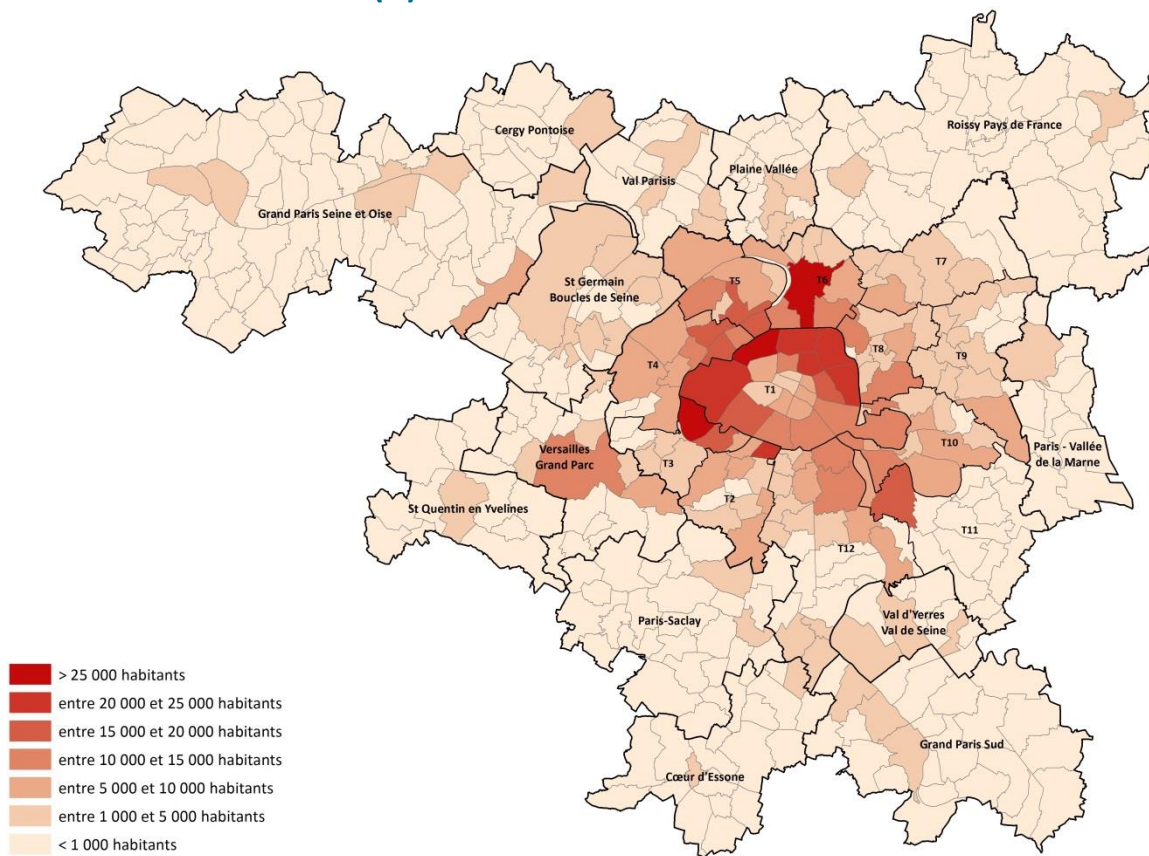 Cergy Pontoise
Roissy Pays de France
Val Parisis
Plaine Vallée
Grand Paris Seine et Oise
T7
T5
T6
St Germain
Boucles de Seine
T8
T9
T4
T1
Versailles
Grand Parc
T3
T10
Paris - Vallée
de la Marne
St Quentin en Yvelines
T2
T11
T12
Paris-Saclay
Val d'Yerres
Val de Seine
Grand Paris Sud
Cœur d'Essone
> 25 000 habitants
entre 20 000 et 25 000 habitants
entre 15 000 et 20 000 habitants
entre 10 000 et 15 000 habitants
entre 5 000 et 10 000 habitants
entre 1 000 et 5 000 habitants
< 1 000 habitants